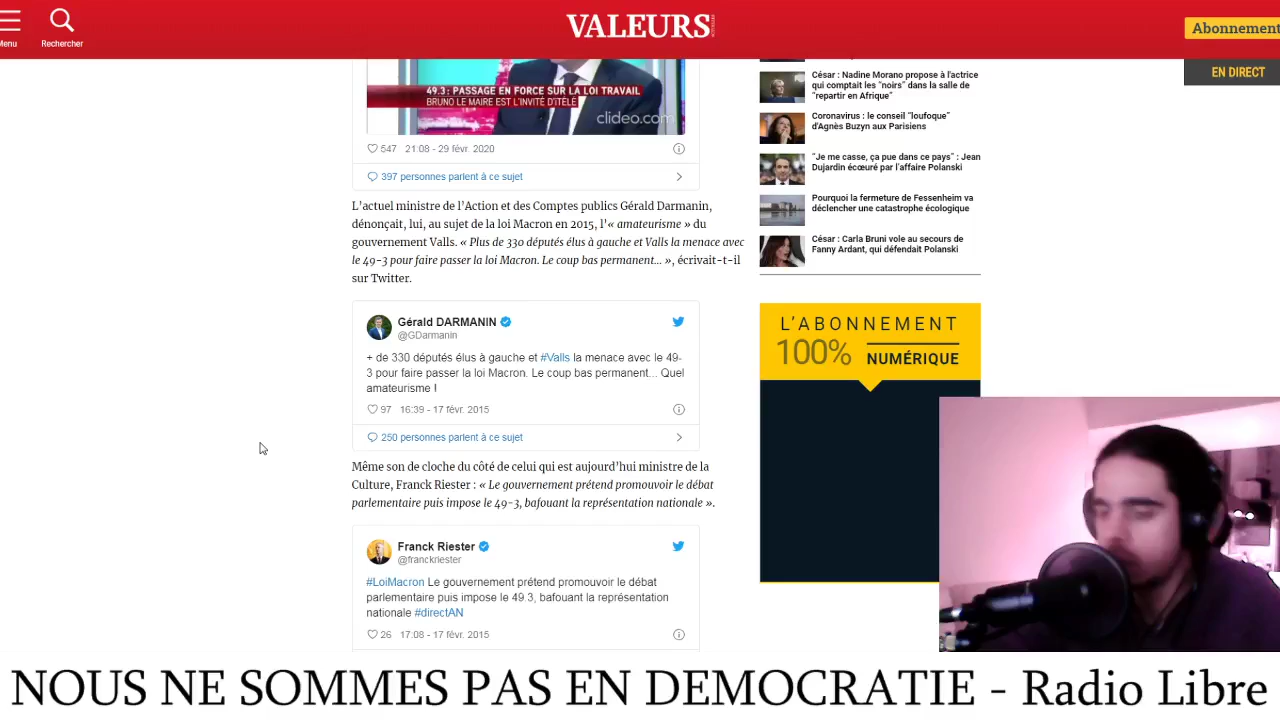 Menu
Rechercher
VALEURS
Abonnement
EN DIRECT
49.3 : PASSAGE EN FORCE SUR LA LOI TRAVAIL
BRUNO LE MAIRE EST L'INVITÉ D'ITÉLÉ
clideo.com
547 21:08 - 29 févr. 2020
397 personnes parlent à ce sujet
L'actuel ministre de l'Action et des Comptes publics Gérald Darmanin,
dénonçait, lui, au sujet de la loi Macron en 2015, l'« amateurisme » du
gouvernement Valls. « Plus de 330 députés élus à gauche et Valls la menace avec
le 49-3 pour faire passer la loi Macron. Le coup bas permanent... », écrivait-t-il
sur Twitter.
Gérald DARMANIN
@GDarmanin
+ de 330 députés élus à gauche et #Valls la menace avec le 49-
3 pour faire passer la loi Macron. Le coup bas permanent... Quel
amateurisme !
97 16:39 - 17 févr. 2015
250 personnes parlent à ce sujet
Même son de cloche du côté de celui qui est aujourd'hui ministre de la
Culture, Franck Riester : « Le gouvernement prétend promouvoir le débat
parlementaire puis impose le 49-3, bafouant la représentation nationale ».
Franck Riester
@franckriester
#LoiMacron Le gouvernement prétend promouvoir le débat
parlementaire puis impose le 49.3, bafouant la représentation
nationale #directAN
26 17:08 - 17 févr. 2015
César : Nadine Morano propose à l'actrice
qui comptait les "noirs" dans la salle de
"repartir en Afrique"
Coronavirus : le conseil "loufoque"
d'Agnès Buzyn aux Parisiens
"Je me casse, ça pue dans ce pays" : Jean
Dujardin écœuré par l'affaire Polanski
Pourquoi la fermeture de Fessenheim va
déclencher une catastrophe écologique
César : Carla Bruni vole au secours de
Fanny Ardant, qui défendait Polanski
L'ABONNEMENT
100% NUMÉRIQUE
NOUS NE SOMMES PAS EN DEMOCRATIE - Radio Libre